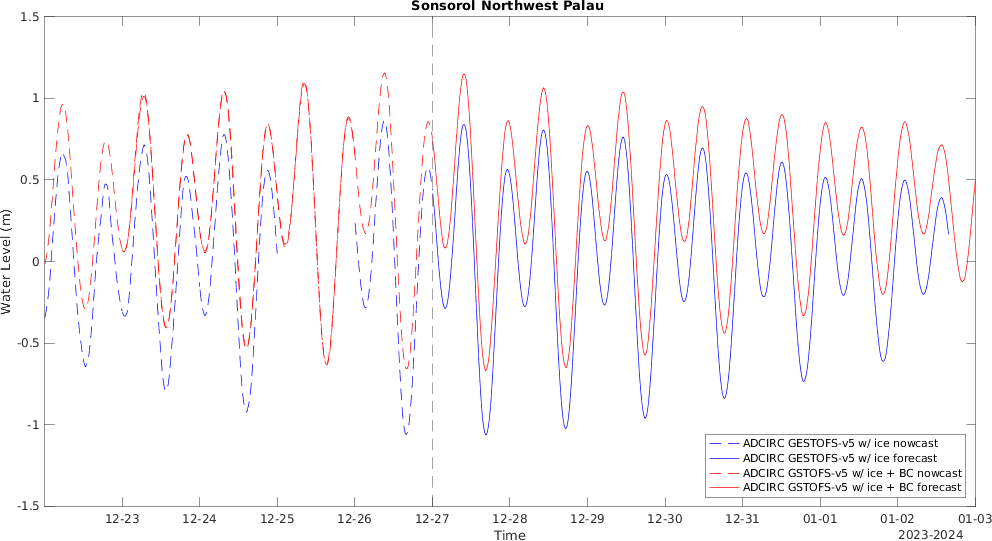 Sonsorol Northwest Palau
1.5
1
0.5
0
-0.5
-1
-1.5
Water Level (m)
ADCIRC GESTOFS-v5 w/ ice nowcast
ADCIRC GESTOFS-v5 w/ ice forecast
ADCIRC GSTOFS-v5 w/ ice + BC nowcast
ADCIRC GSTOFS-v5 w/ ice + BC forecast
12-23 12-24 12-25 12-26 12-27 12-28 12-29 12-30 12-31 01-01 01-02 01-03
Time
2023-2024